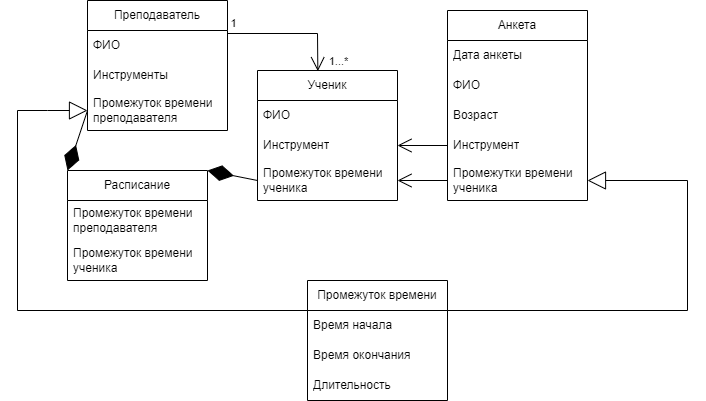 Преподаватель
ФИО
Инструменты
Промежуток времени
преподавателя
1
1...*
Ученик
ФИО
Инструмент
Промежуток времени
ученика
Анкета
Дата анкеты
ФИО
Возраст
Инструмент
Промежутки времени
ученика
Расписание
Промежуток времени
преподавателя
Промежуток времени
ученика
Промежуток времени
Время начала
Время окончания
Длительность